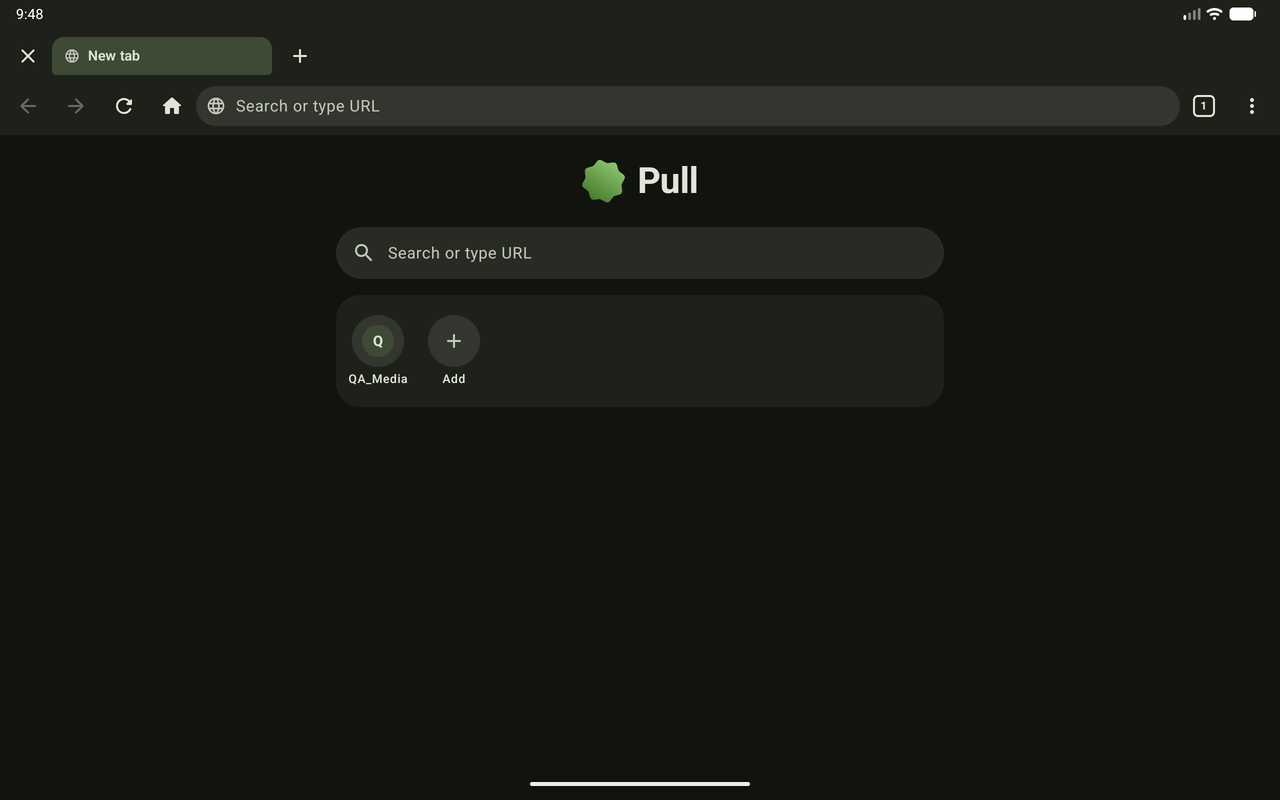 9:48
New tab
Search or type URL
1
Pull
Search or type URL
Q
QA_Media
Add